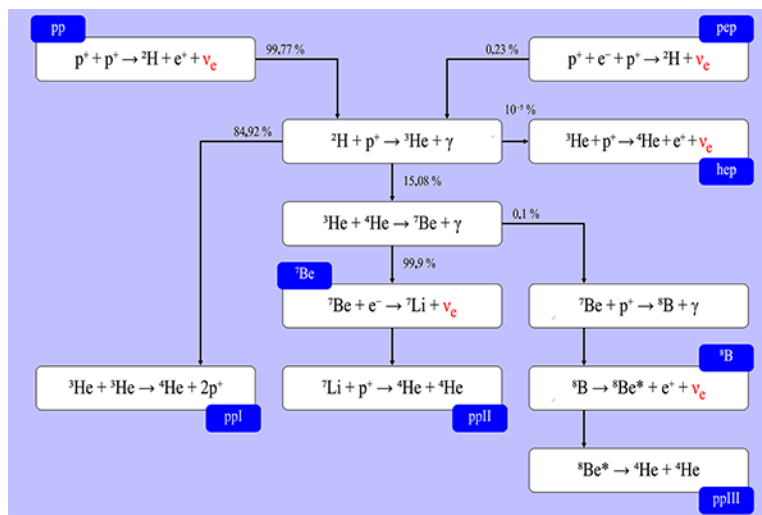 pp
pep
p⁺ + p⁺ → ²H + e⁺ + νₑ
99,77 %
0,23 %
p⁺ + e⁻ + p⁺ → ²H + νₑ
84,92 %
²H + p⁺ → ³He + γ
10⁻⁵ %
³He + p⁺ → ⁴He + e⁺ + νₑ
hep
15,08 %
³He + ⁴He → ⁷Be + γ
0,1 %
⁷Be
99,9 %
⁷Be + e⁻ → ⁷Li + νₑ
⁷Be + p⁺ → ⁸B + γ
⁸B
³He + ³He → ⁴He + 2p⁺
ppI
⁷Li + p⁺ → ⁴He + ⁴He
ppII
⁸B → ⁸Be* + e⁺ + νₑ
⁸Be* → ⁴He + ⁴He
ppIII